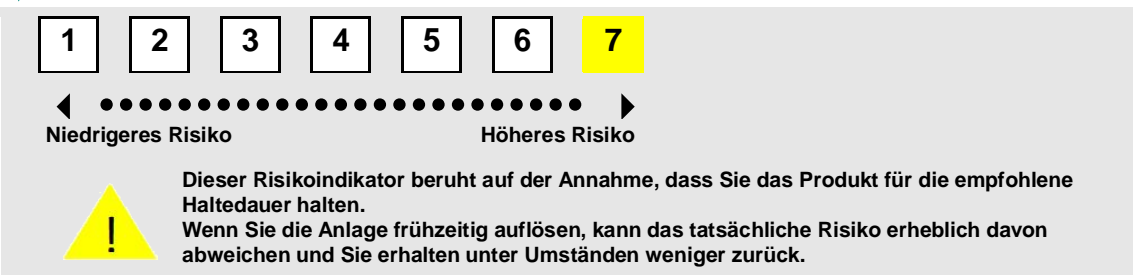 1 2 3 4 5 6 7
Niedrigeres Risiko Höheres Risiko
Dieser Risikoindikator beruht auf der Annahme, dass Sie das Produkt für die empfohlene
Haltedauer halten.
Wenn Sie die Anlage frühzeitig auflösen, kann das tatsächliche Risiko erheblich davon
abweichen und Sie erhalten unter Umständen weniger zurück.
!